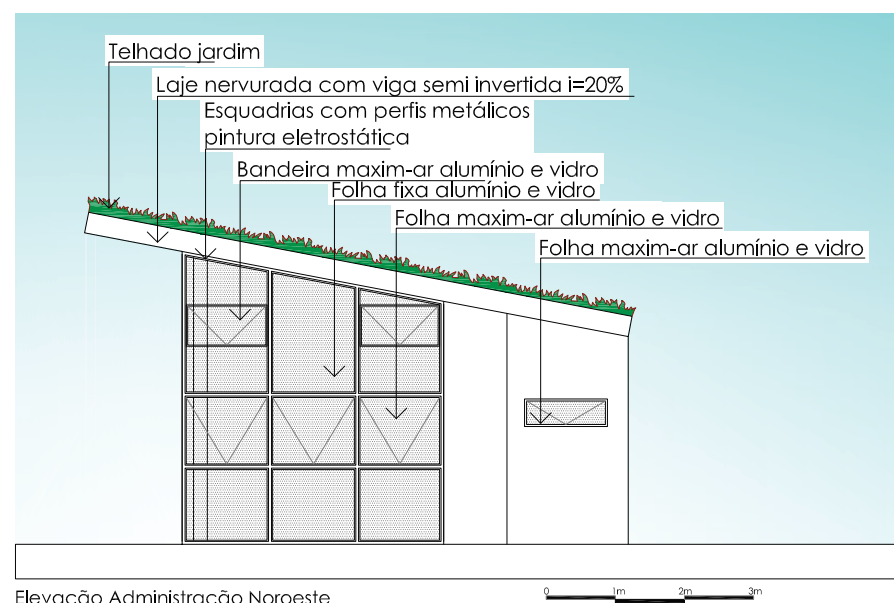 Telhado jardim
Laje nervurada com viga semi invertida i=20%
Esquadrias com perfis metálicos
pintura eletrostática
Bandeira maxim-ar alumínio e vidro
Folha fixa alumínio e vidro
Folha maxim-ar alumínio e vidro
Folha maxim-ar alumínio e vidro
Elevação Administração Noroeste
0 1m 2m 3m